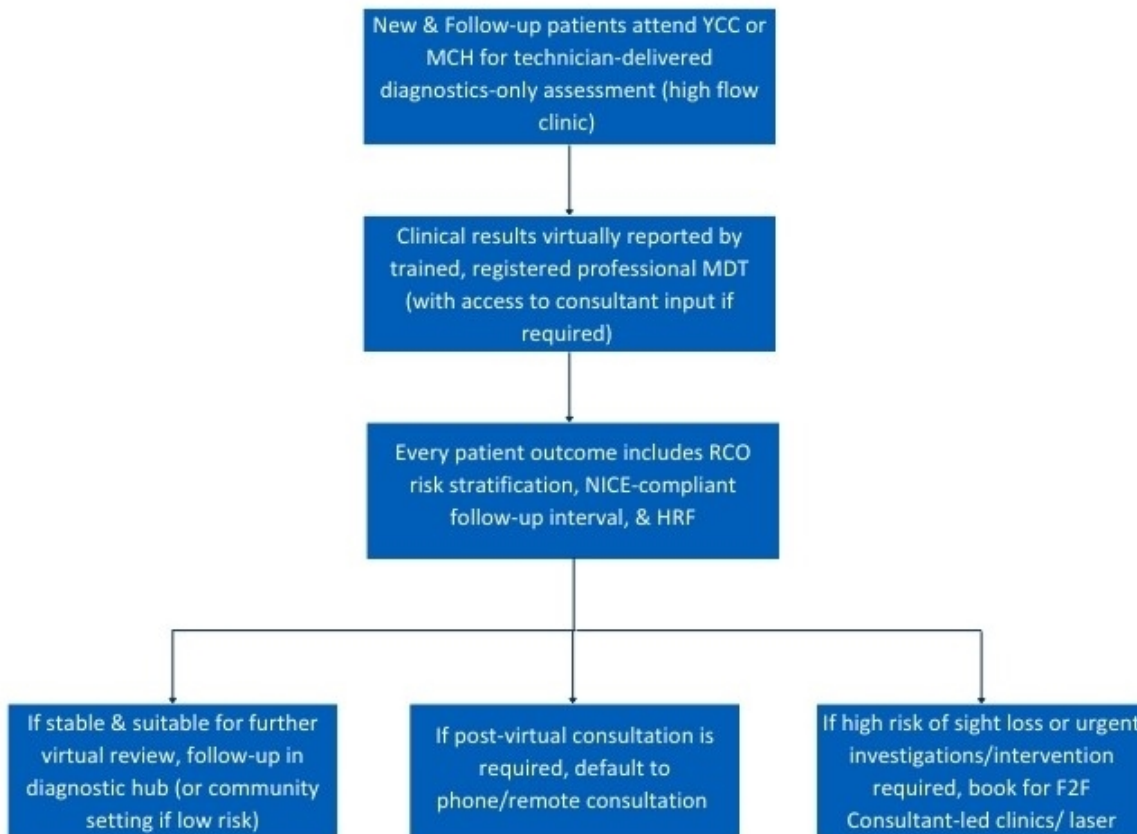 New & Follow-up patients attend YCC or
MCH for technician-delivered
diagnostics-only assessment (high flow
clinic)
Clinical results virtually reported by
trained, registered professional MDT
(with access to consultant input if
required)
Every patient outcome includes RCO
risk stratification, NICE-compliant
follow-up interval, & HRF
If stable & suitable for further
virtual review, follow-up in
diagnostic hub (or community
setting if low risk)
If post-virtual consultation is
required, default to
phone/remote consultation
If high risk of sight loss or urgent
investigations/intervention
required, book for F2F
Consultant-led clinics/ laser